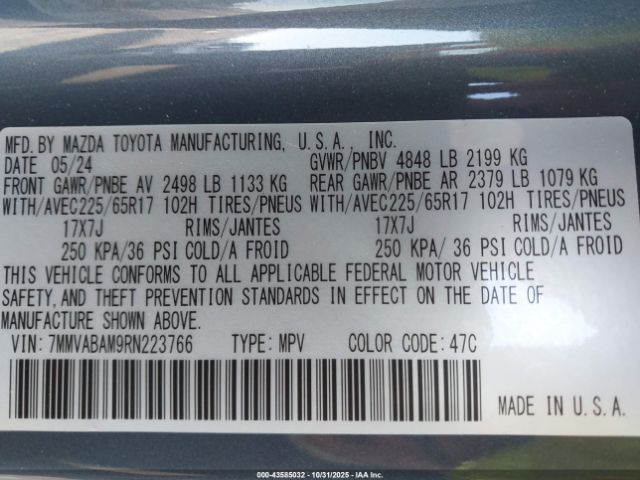 MFD. BY MAZDA TOYOTA MANUFACTURING, U.S.A., INC.
DATE 05/24 GVWR/PNBV 4848 LB 2199 KG
FRONT GAWR/PNBE AV 2498 LB 1133 KG REAR GAWR/PNBE AR 2379 LB 1079 KG
WITH/AVEC225/65R17 102H TIRES/PNEUS WITH/AVEC225/65R17 102H TIRES/PNEUS
17X7J RIMS/JANTES 17X7J RIMS/JANTES
250 KPA/36 PSI COLD/A FROID 250 KPA/ 36 PSI COLD/A FROID
THIS VEHICLE CONFORMS TO ALL APPLICABLE FEDERAL MOTOR VEHICLE
SAFETY, AND THEFT PREVENTION STANDARDS IN EFFECT ON THE DATE OF
MANUFACTURE SHOWN ABOVE.
VIN: 7MMVABAM9RN223766 TYPE: MPV COLOR CODE: 47C
MADE IN U.S.A.
000-43585032 - 10/31/2025 - IAAI.com